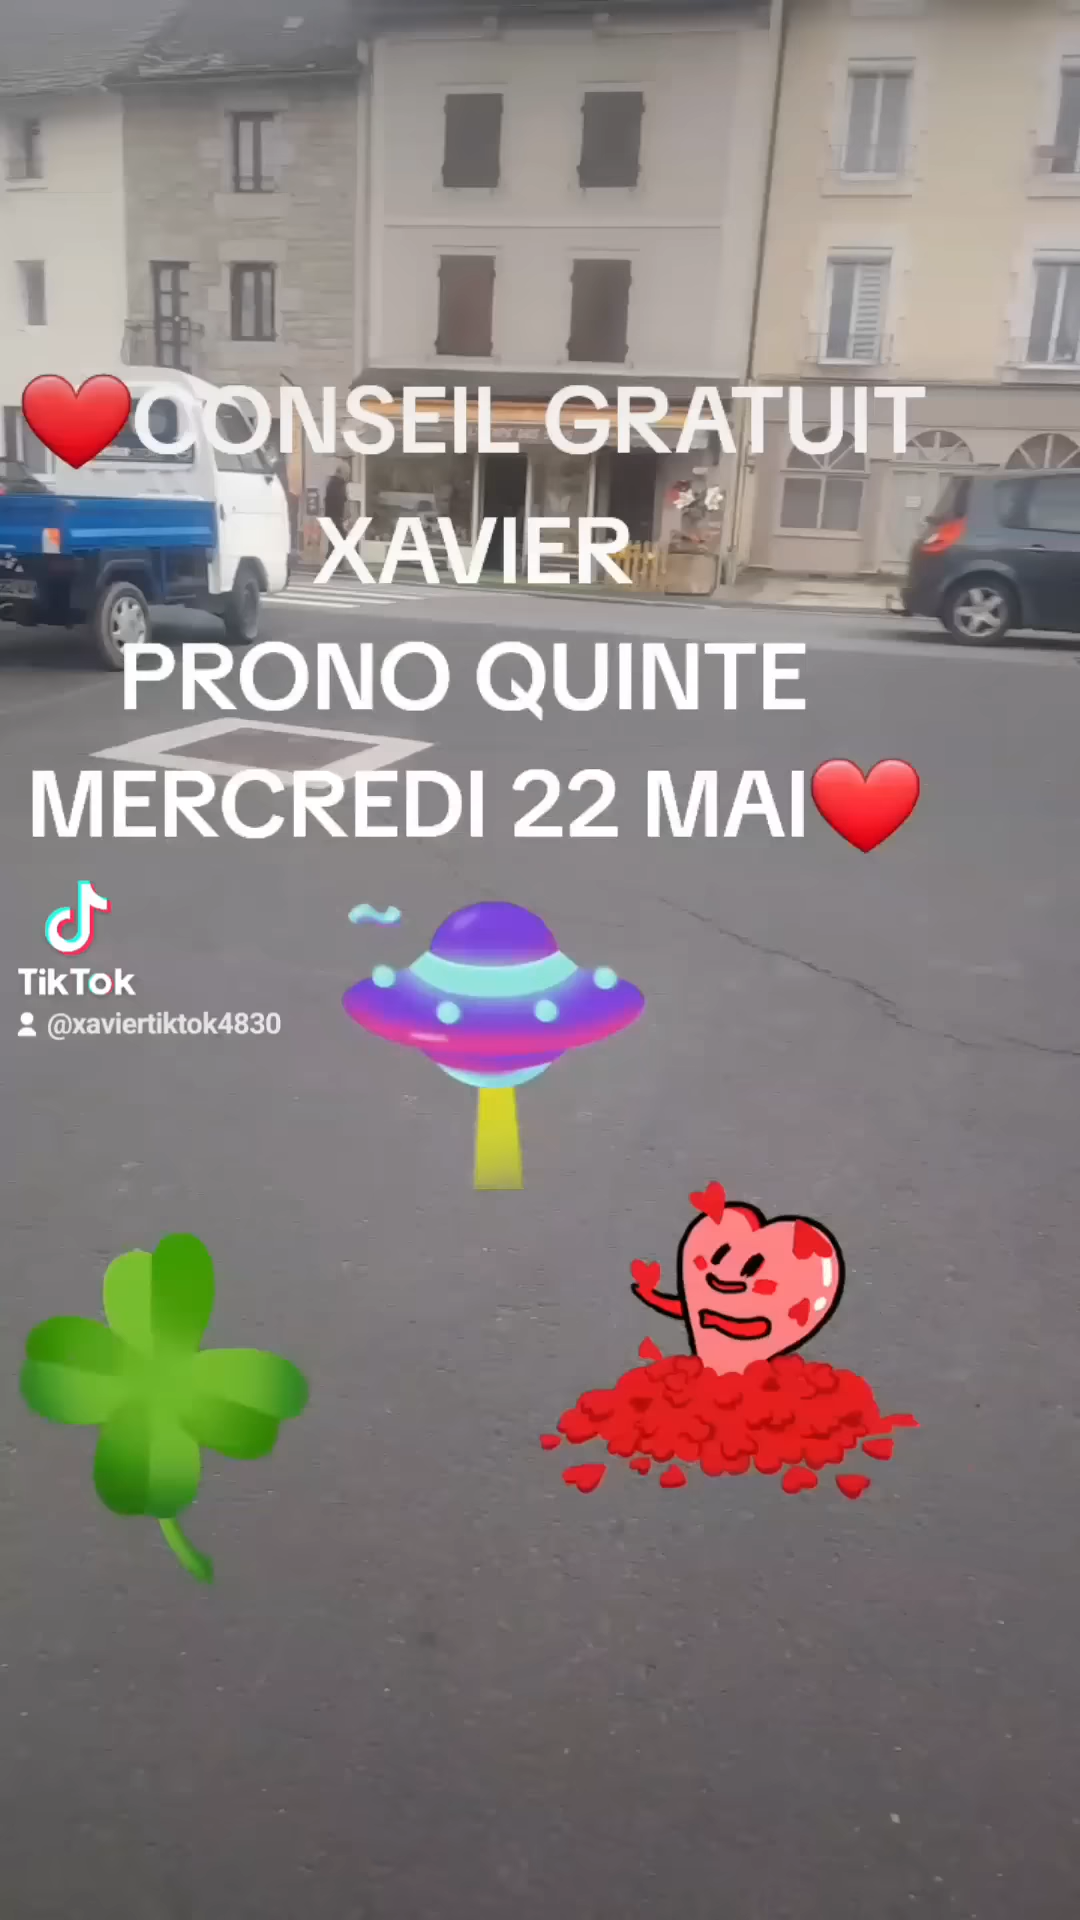 ❤️CONSEIL GRATUIT
XAVIER
PRONO QUINTE
MERCREDI 22 MAI❤️
TikTok
@xaviertiktok4830